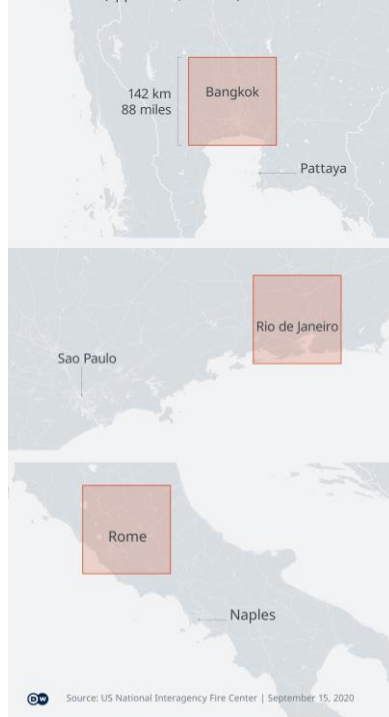 142 km
88 miles
Bangkok
Pattaya
Rio de Janeiro
Sao Paulo
Rome
Naples
DW Source: US National Interagency Fire Center | September 15, 2020